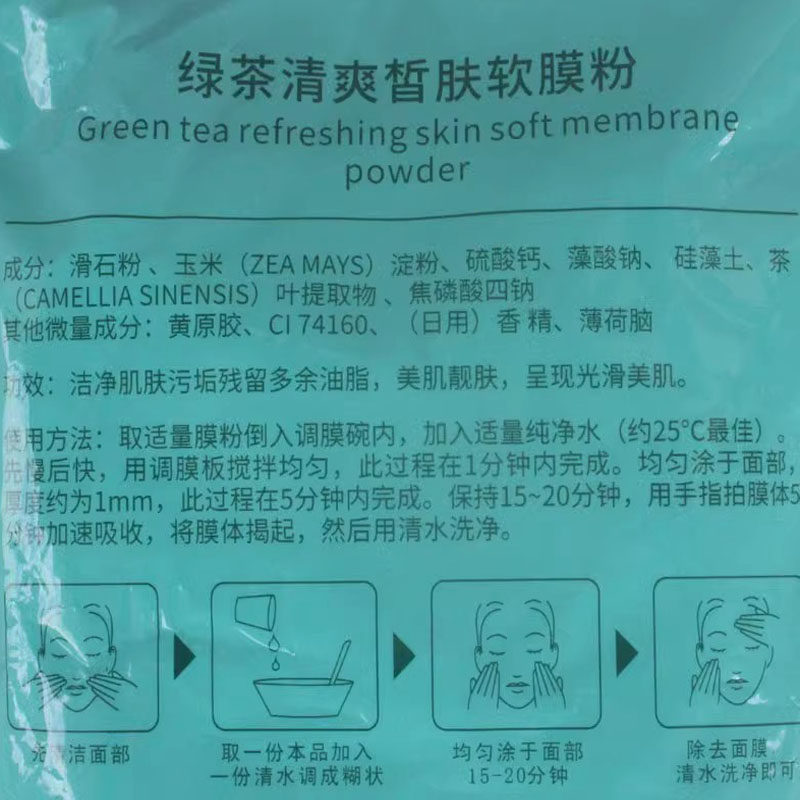 绿茶清爽皙肤软膜粉
Green tea refreshing skin soft membrane
powder
成分：滑石粉、玉米（ZEA MAYS）淀粉、硫酸钙、藻酸钠、硅藻土、茶
（CAMELLIA SINENSIS）叶提取物、焦磷酸四钠
其他微量成分：黄原胶、CI 74160、（日用）香精、薄荷脑
功效：洁净肌肤污垢残留多余油脂，美肌靓肤，呈现光滑美肌。
使用方法：取适量膜粉倒入调膜碗内，加入适量纯净水（约25℃最佳）。
先慢后快，用调膜板搅拌均匀，此过程在1分钟内完成。均匀涂于面部，
厚度约为1mm，此过程在5分钟内完成。保持15~20分钟，用手指拍膜体5
分钟加速吸收，将膜体揭起，然后用清水洗净。
先清洁面部
取一份本品加入
一份清水调成糊状
均匀涂于面部
15-20分钟
除去面膜
清水洗净即可